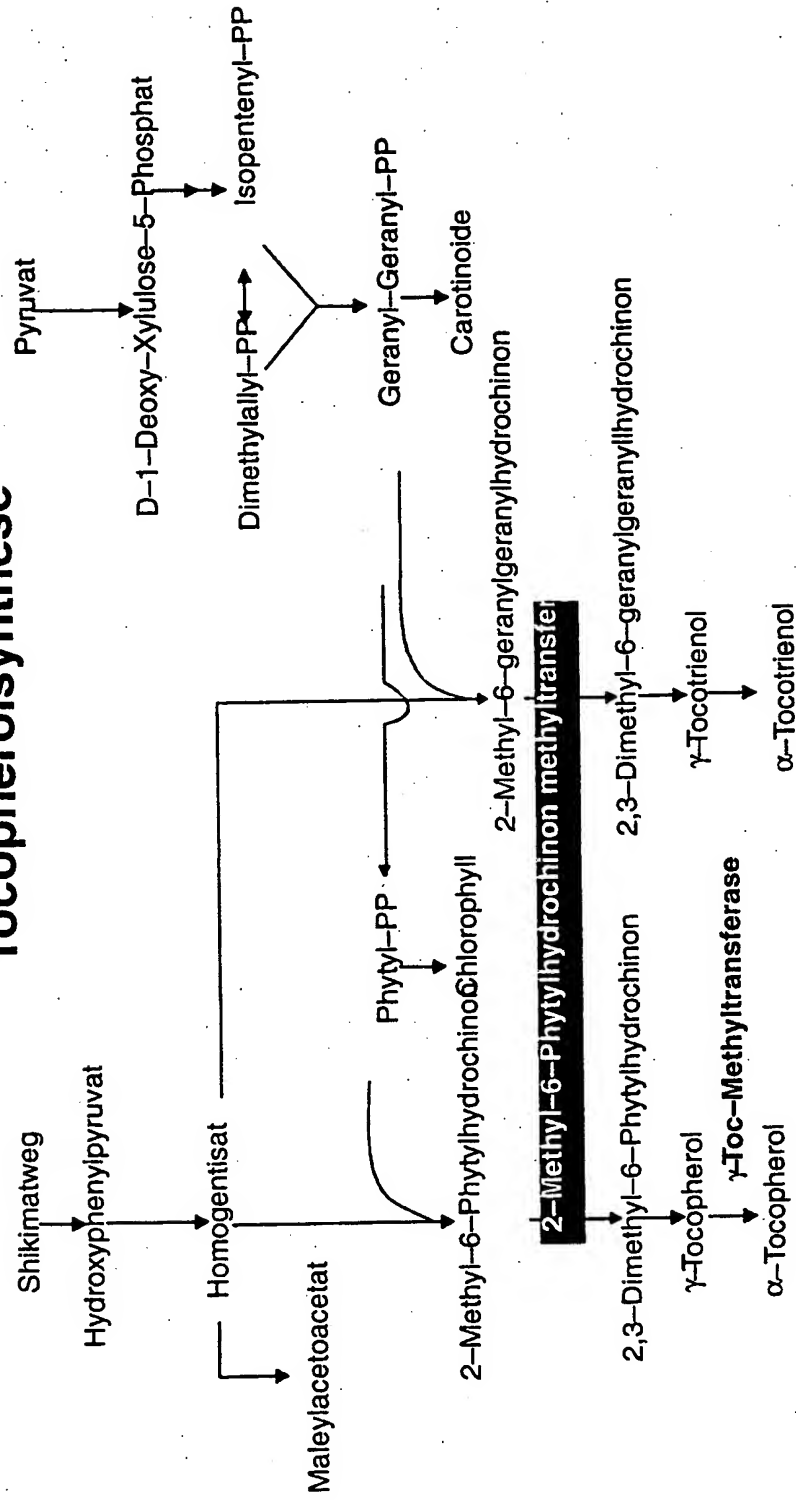 Tocopherolsynthese
Shikimatweg
Pyruvat
Hydroxyphenylpyruvat
D–1–Deoxy–Xylulose–5–Phosphat
Homogentisat
Dimethylallyl–PP
Isopentenyl–PP
Maleylacetoacetat
Phytyl–PP
Geranyl–Geranyl–PP
2–Methyl–6–Phytylhydrochinon
Chlorophyll
Carotinoide
2–Methyl–6–geranylgeranylhydrochinon
2–Methyl–6–Phytylhydrochinon methyltransfer
2,3–Dimethyl–6–Phytylhydrochinon
2,3–Dimethyl–6–geranylgeranyllhydrochinon
γ–Tocopherol
γ–Tocotrienol
γ–Toc–Methyltransferase
α–Tocopherol
α–Tocotrienol